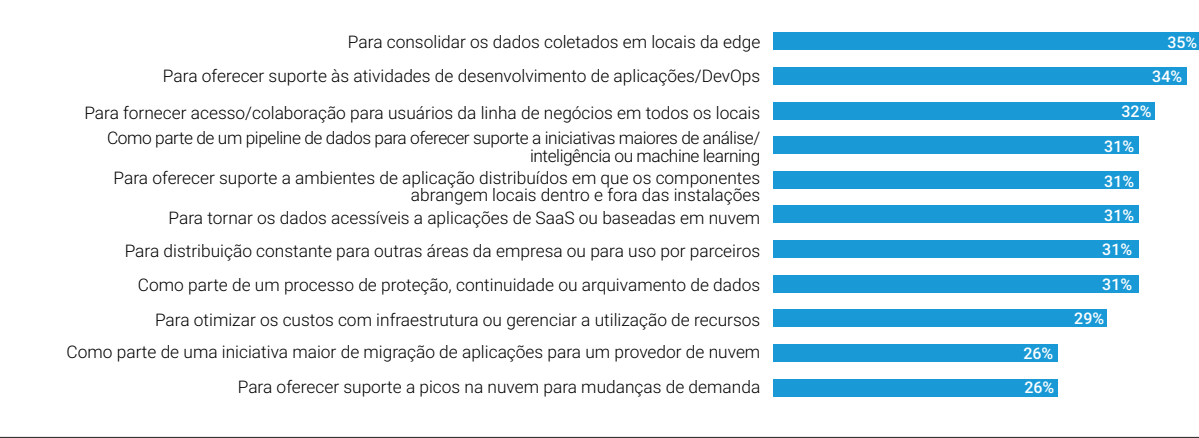 Para consolidar os dados coletados em locais da edge 35%
Para oferecer suporte às atividades de desenvolvimento de aplicações/DevOps 34%
Para fornecer acesso/colaboração para usuários da linha de negócios em todos os locais 32%
Como parte de um pipeline de dados para oferecer suporte a iniciativas maiores de análise/
inteligência ou machine learning 31%
Para oferecer suporte a ambientes de aplicação distribuídos em que os componentes
abrangem locais dentro e fora das instalações 31%
Para tornar os dados acessíveis a aplicações de SaaS ou baseadas em nuvem 31%
Para distribuição constante para outras áreas da empresa ou para uso por parceiros 31%
Como parte de um processo de proteção, continuidade ou arquivamento de dados 31%
Para otimizar os custos com infraestrutura ou gerenciar a utilização de recursos 29%
Como parte de uma iniciativa maior de migração de aplicações para um provedor de nuvem 26%
Para oferecer suporte a picos na nuvem para mudanças de demanda 26%